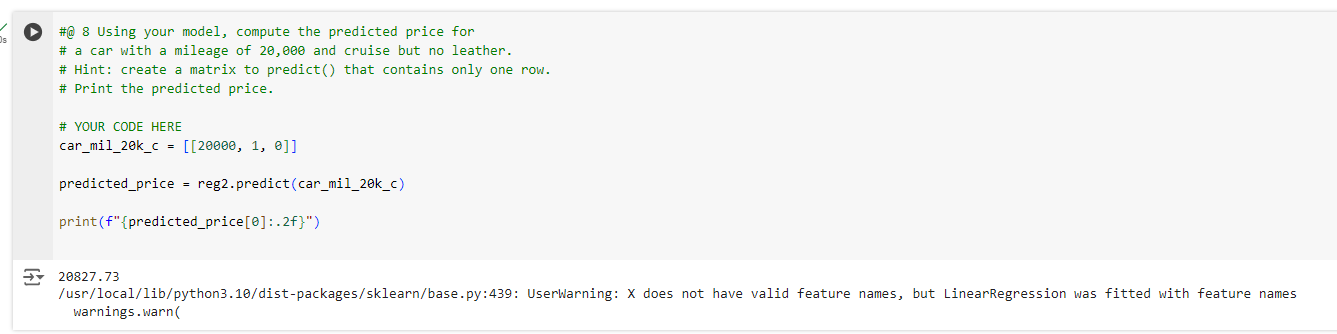 #@ 8 Using your model, compute the predicted price for
# a car with a mileage of 20,000 and cruise but no leather.
# Hint: create a matrix to predict() that contains only one row.
# Print the predicted price.
# YOUR CODE HERE
car_mil_20k_c = [[20000, 1, 0]]
predicted_price = reg2.predict(car_mil_20k_c)
print(f"{predicted_price[0]:.2f}")
20827.73
/usr/local/lib/python3.10/dist-packages/sklearn/base.py:439: UserWarning: X does not have valid feature names, but LinearRegression was fitted with feature names
warnings.warn(